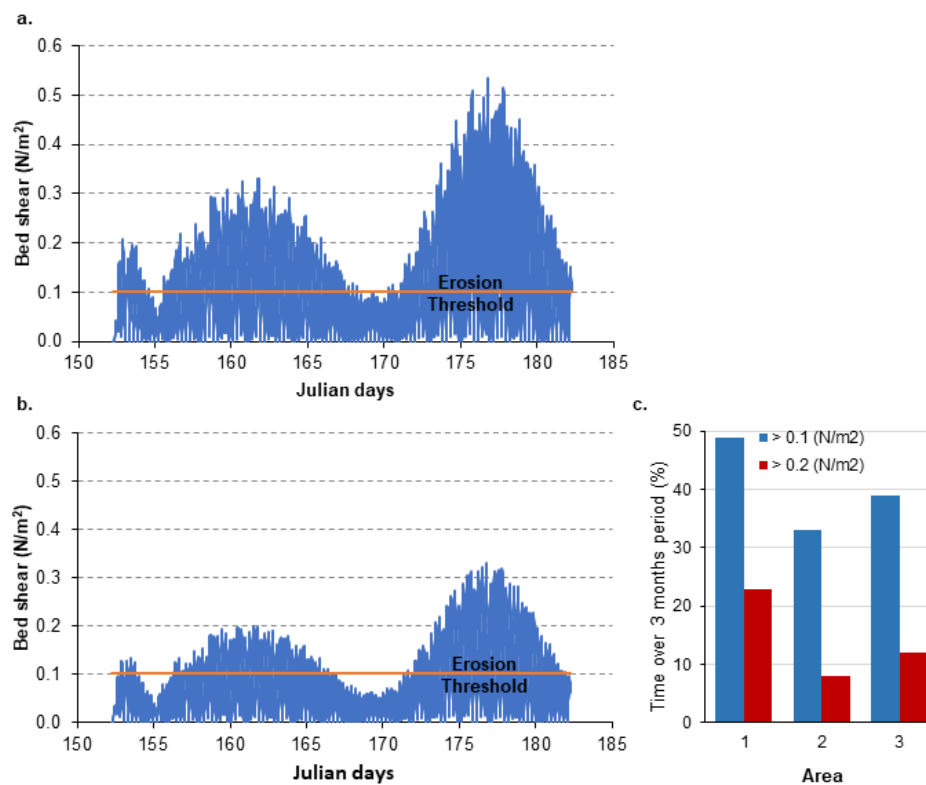 a.
0.6
0.5
0.4
0.3
0.2
0.1
0.0
Bed shear (N/m²)
Erosion
Threshold
150 155 160 165 170 175 180 185
Julian days
b.
0.6
0.5
0.4
0.3
0.2
0.1
0.0
Bed shear (N/m²)
Erosion
Threshold
150 155 160 165 170 175 180 185
Julian days
c.
> 0.1 (N/m2)
> 0.2 (N/m2)
50
40
30
20
10
0
Time over 3 months period (%)
1 2 3
Area